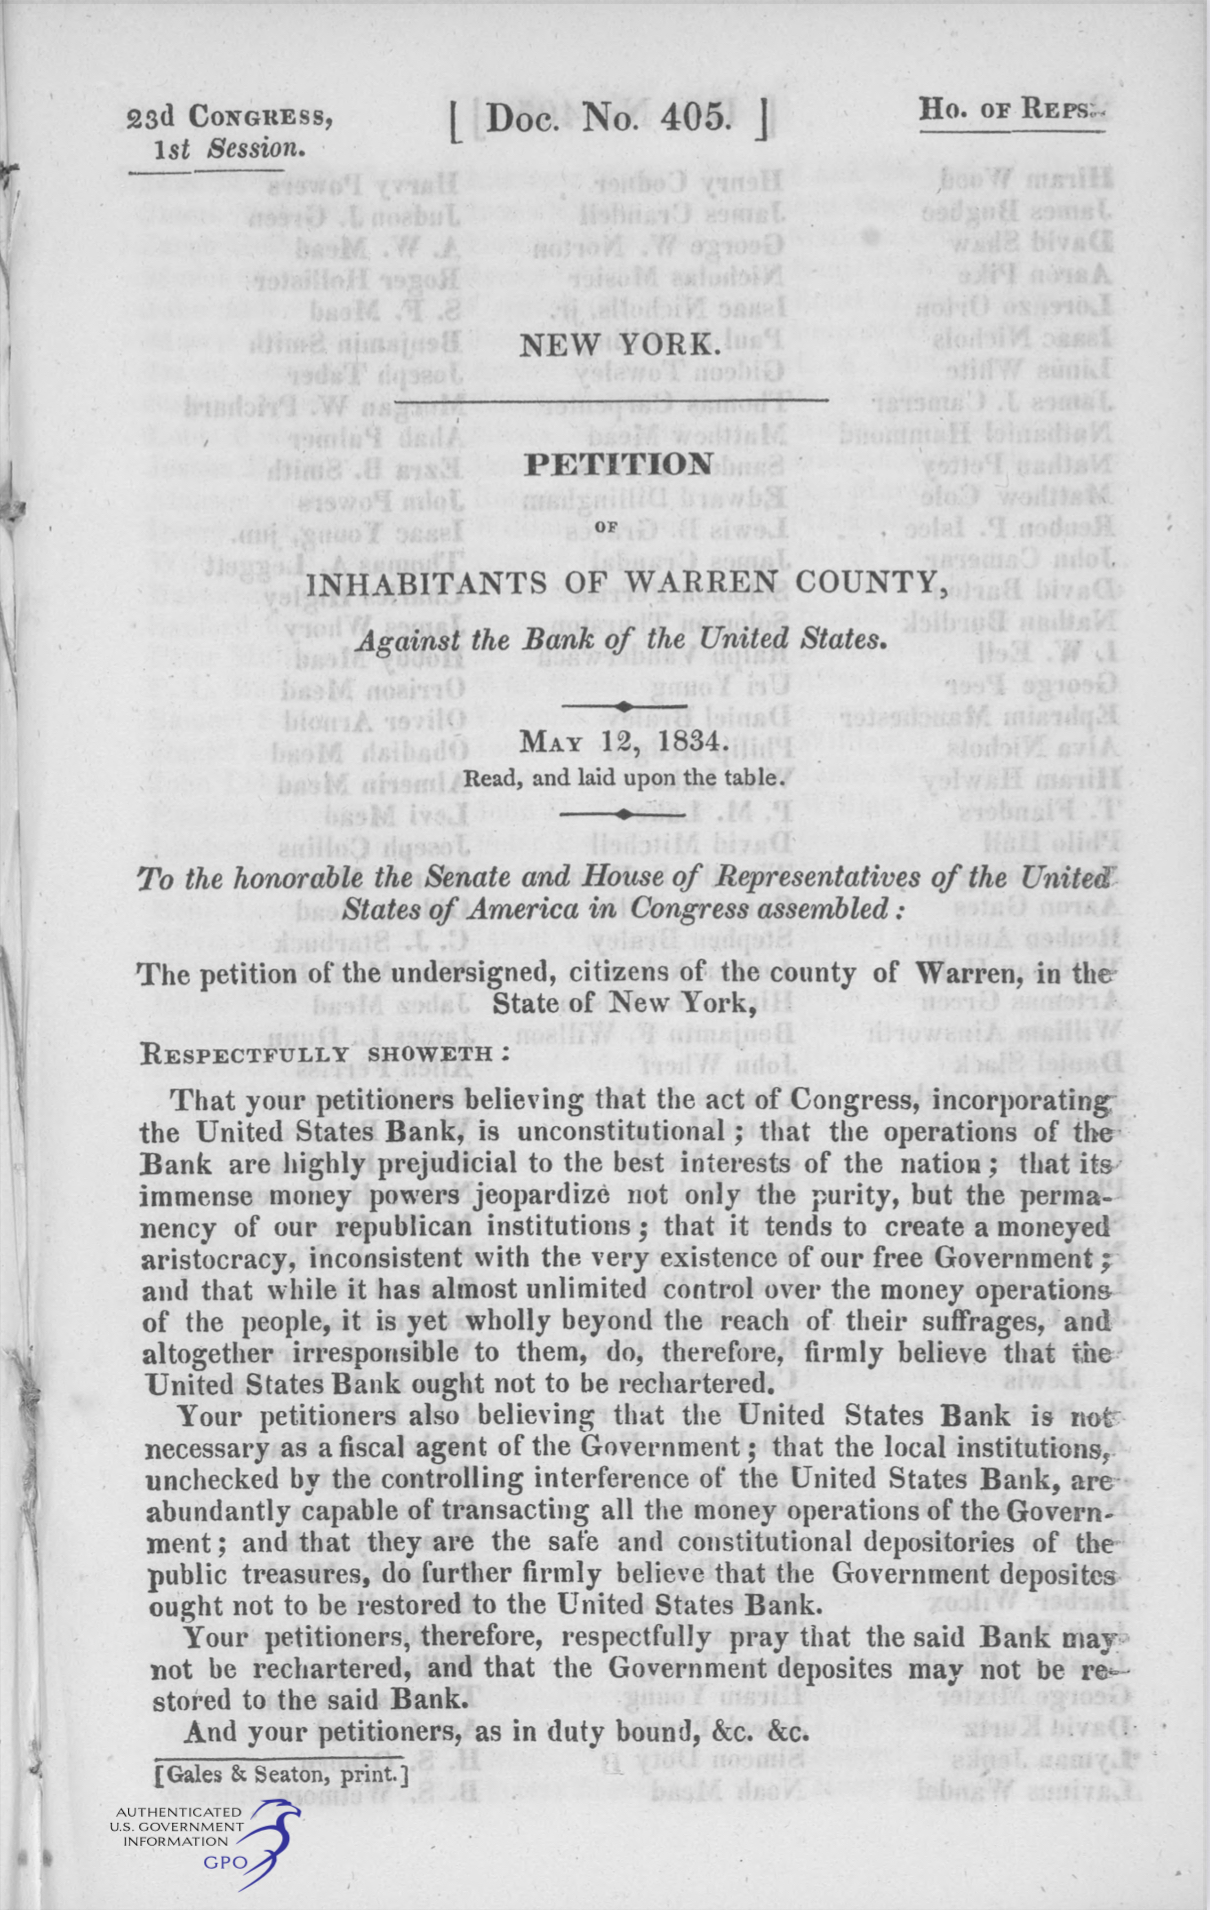 23d Congress,
1st Session.
[ Doc. No. 405. ]
Ho. of Reps.
NEW YORK.
PETITION
OF
INHABITANTS OF WARREN COUNTY,
Against the Bank of the United States.
May 12, 1834.
Read, and laid upon the table.
To the honorable the Senate and House of Representatives of the United
States of America in Congress assembled :
The petition of the undersigned, citizens of the county of Warren, in the
State of New York,
Respectfully showeth :
That your petitioners believing that the act of Congress, incorporating
the United States Bank, is unconstitutional ; that the operations of the
Bank are highly prejudicial to the best interests of the nation ; that its
immense money powers jeopardize not only the purity, but the perma-
nency of our republican institutions ; that it tends to create a moneyed
aristocracy, inconsistent with the very existence of our free Government ;
and that while it has almost unlimited control over the money operations
of the people, it is yet wholly beyond the reach of their suffrages, and
altogether irresponsible to them, do, therefore, firmly believe that the
United States Bank ought not to be rechartered.
Your petitioners also believing that the United States Bank is not
necessary as a fiscal agent of the Government ; that the local institutions,
unchecked by the controlling interference of the United States Bank, are
abundantly capable of transacting all the money operations of the Govern-
ment ; and that they are the safe and constitutional depositories of the
public treasures, do further firmly believe that the Government deposites
ought not to be restored to the United States Bank.
Your petitioners, therefore, respectfully pray that the said Bank may
not be rechartered, and that the Government deposites may not be re-
stored to the said Bank.
And your petitioners, as in duty bound, &c. &c.
[Gales & Seaton, print.]
AUTHENTICATED
U.S. GOVERNMENT
INFORMATION
GPO